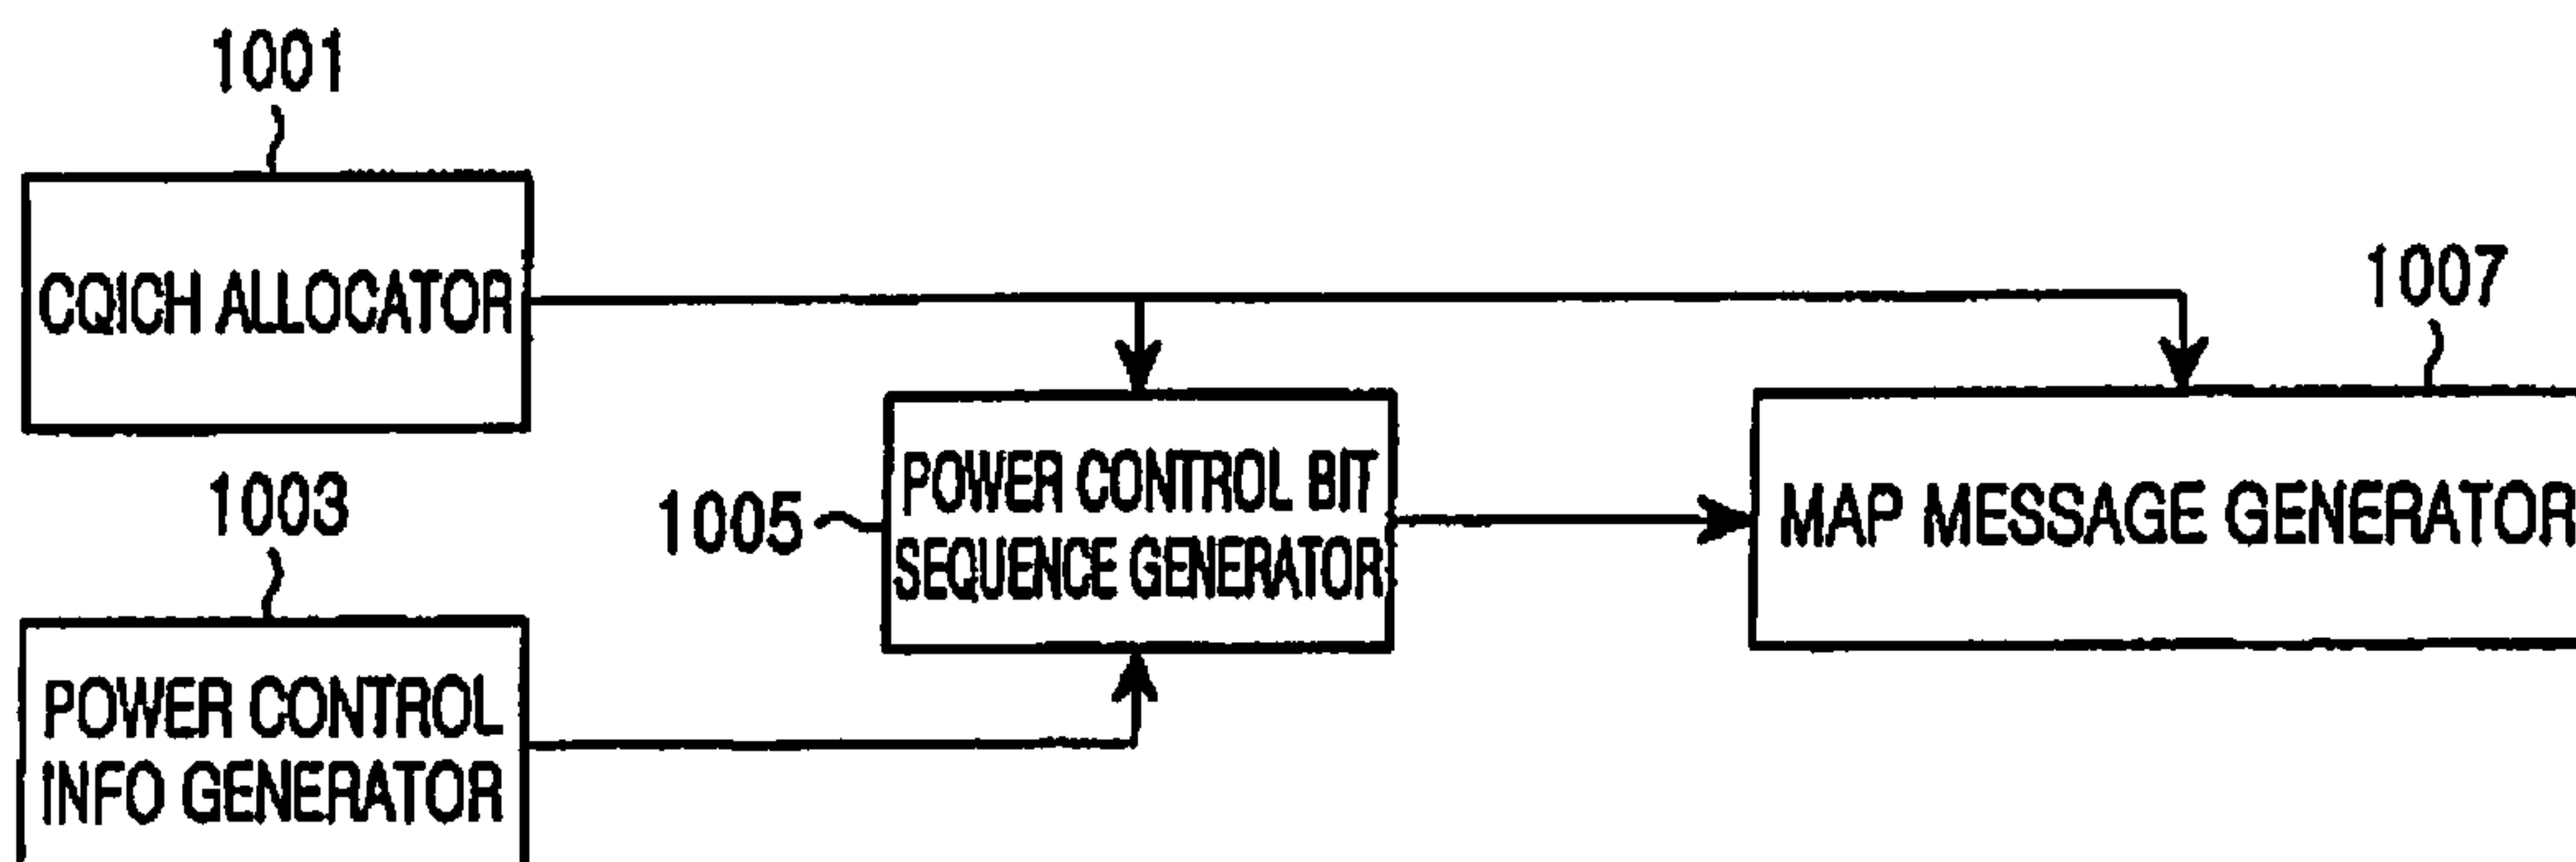 1001
CQICH ALLOCATOR
1007
1003
1005
POWER CONTROL BIT
SEQUENCE GENERATOR
MAP MESSAGE GENERATOR
POWER CONTROL
INFO GENERATOR